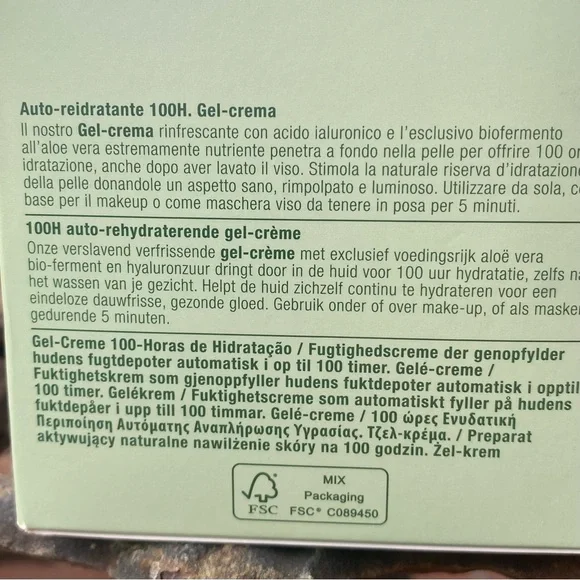 Auto-reidratante 100H. Gel-crema
Il nostro Gel-crema rinfrescante con acido ialuronico e l'esclusivo biofermento
all'aloe vera estremamente nutriente penetra a fondo nella pelle per offrire 100 or
idratazione, anche dopo aver lavato il viso. Stimola la naturale riserva d'idratazione
della pelle donandole un aspetto sano, rimpolpato e luminoso. Utilizzare da sola, c
base per il makeup o come maschera viso da tenere in posa per 5 minuti.
100H auto-rehydraterende gel-crème
Onze verslavend verfrissende gel-crème met exclusief voedingsrijk aloë vera
bio-ferment en hyaluronzuur dringt door in de huid voor 100 uur hydratatie, zelfs na
het wassen van je gezicht. Helpt de huid zichzelf continu te hydrateren voor een
eindeloze dauwfrisse, gezonde gloed. Gebruik onder of over make-up, of als masker
gedurende 5 minuten.
Gel-Creme 100-Horas de Hidratação / Fugtighedscreme der genopfylder
hudens fugtdepoter automatisk i op til 100 timer. Gelé-creme /
Fuktighetskrem som gjenoppfyller hudens fuktdepoter automatisk i opptil
100 timer. Gelékrem / Fuktighetscreme som automatiskt fyller på hudens
fuktdepåer i upp till 100 timmar. Gelé-creme / 100 ώρες Ενυδατική
Περιποίηση Αυτόματης Αναπλήρωσης Υγρασίας. Τζελ-κρέμα. / Preparat
aktywujący naturalne nawilżenie skóry na 100 godzin. Żel-krem
MIX
Packaging
FSC FSC® C089450